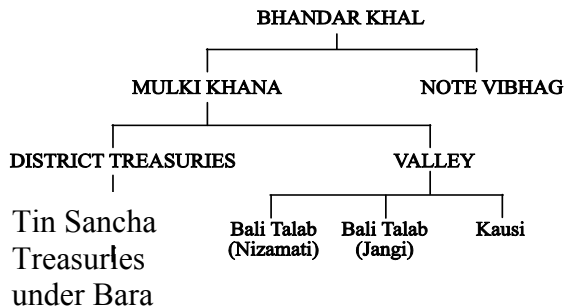 BHANDAR KHAL
MULKI KHANA
NOTE VIBHAG
DISTRICT TREASURIES
VALLEY
Tin Sancha
Treasuries
under Bara
Bali Talab
(Nizamati)
Bali Talab
(Jangi)
Kausi